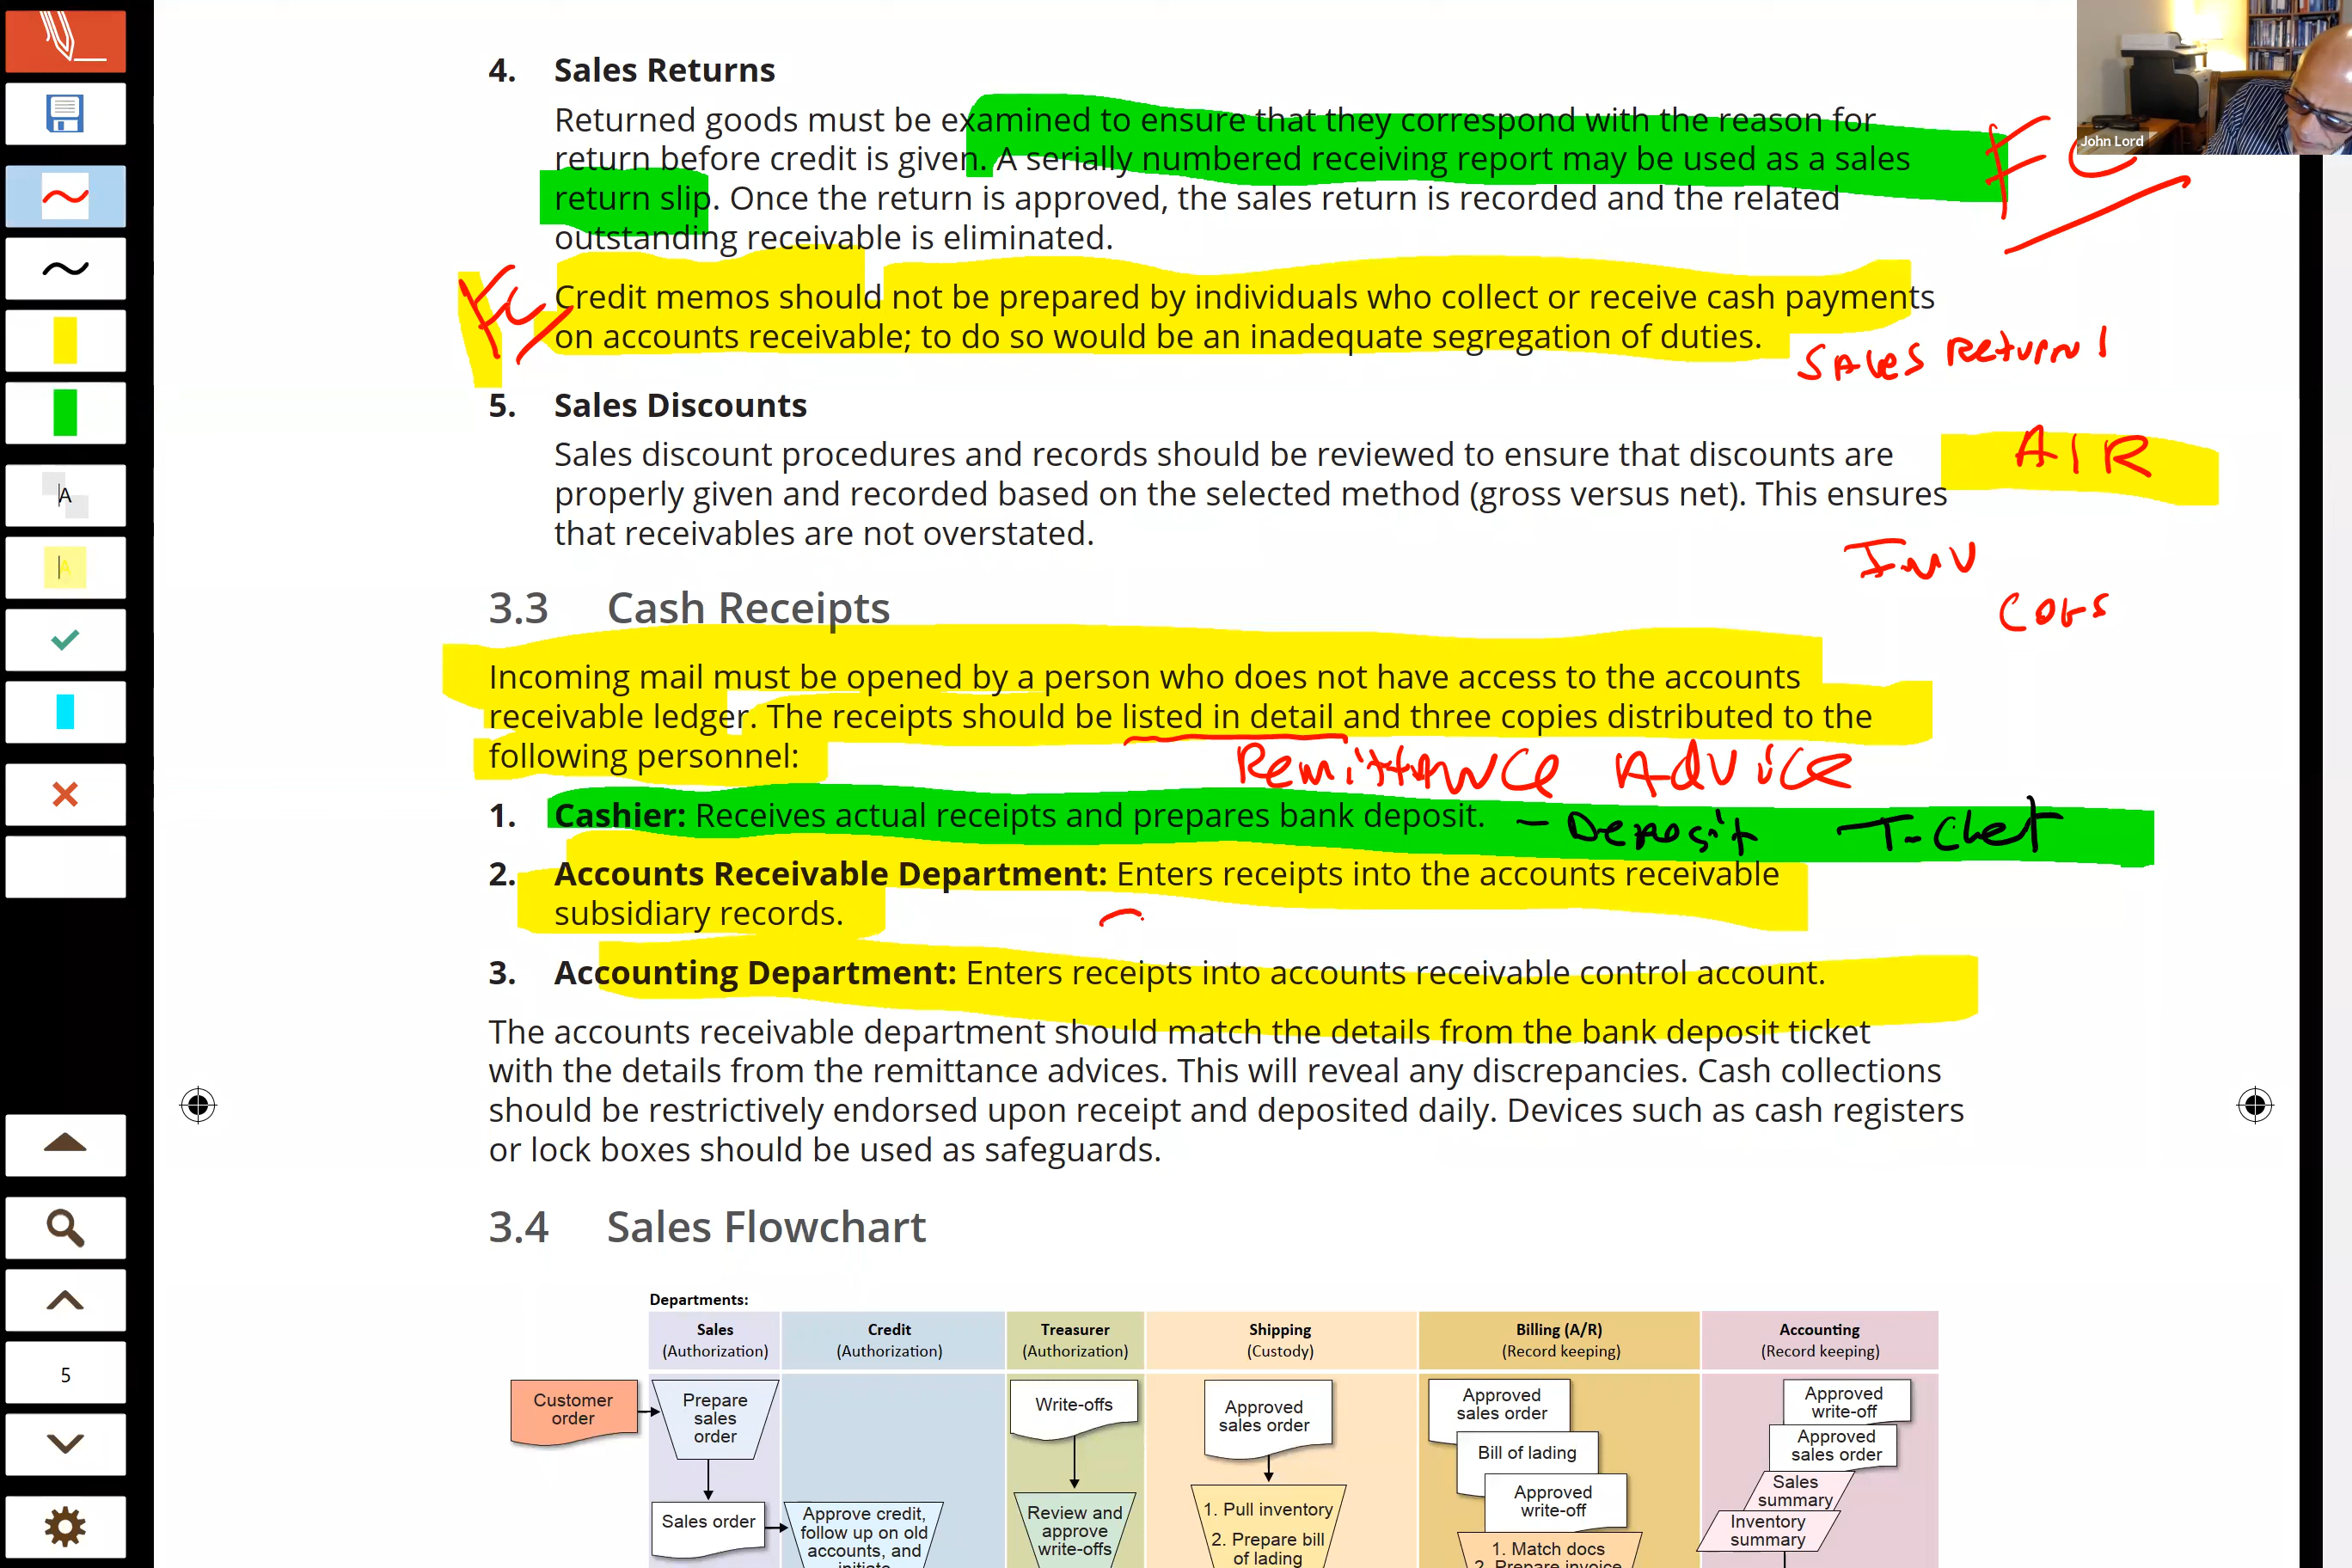 4. Sales Returns
Returned goods must be examined to ensure that they correspond with the reason for
return before credit is given. A serially numbered receiving report may be used as a sales
return slip. Once the return is approved, the sales return is recorded and the related
outstanding receivable is eliminated.
FC
John Lord
FC
Credit memos should not be prepared by individuals who collect or receive cash payments
on accounts receivable; to do so would be an inadequate segregation of duties.
Sales Return
5. Sales Discounts
Sales discount procedures and records should be reviewed to ensure that discounts are
properly given and recorded based on the selected method (gross versus net). This ensures
that receivables are not overstated.
A/R
Inv
COGS
3.3 Cash Receipts
Incoming mail must be opened by a person who does not have access to the accounts
receivable ledger. The receipts should be listed in detail and three copies distributed to the
following personnel:
Remittance Advice
1. Cashier: Receives actual receipts and prepares bank deposit. – Deposit
2. Accounts Receivable Department: Enters receipts into the accounts receivable
subsidiary records.
3. Accounting Department: Enters receipts into accounts receivable control account.
The accounts receivable department should match the details from the bank deposit ticket
with the details from the remittance advices. This will reveal any discrepancies. Cash collections
should be restrictively endorsed upon receipt and deposited daily. Devices such as cash registers
or lock boxes should be used as safeguards.
3.4 Sales Flowchart
Departments:
Sales
(Authorization)
Credit
(Authorization)
Treasurer
(Authorization)
Shipping
(Custody)
Billing (A/R)
(Record keeping)
Accounting
(Record keeping)
Customer
order
Prepare
sales
order
Sales order
Approve credit,
follow up on old
accounts, and
Write-offs
Review and
approve
write-offs
Approved
sales order
1. Pull inventory
2. Prepare bill
of lading
Approved
sales order
Bill of lading
Approved
write-off
1. Match docs
2. Prepare invoice
Approved
write-off
Approved
sales order
Sales
summary
Inventory
summary
A
A
5